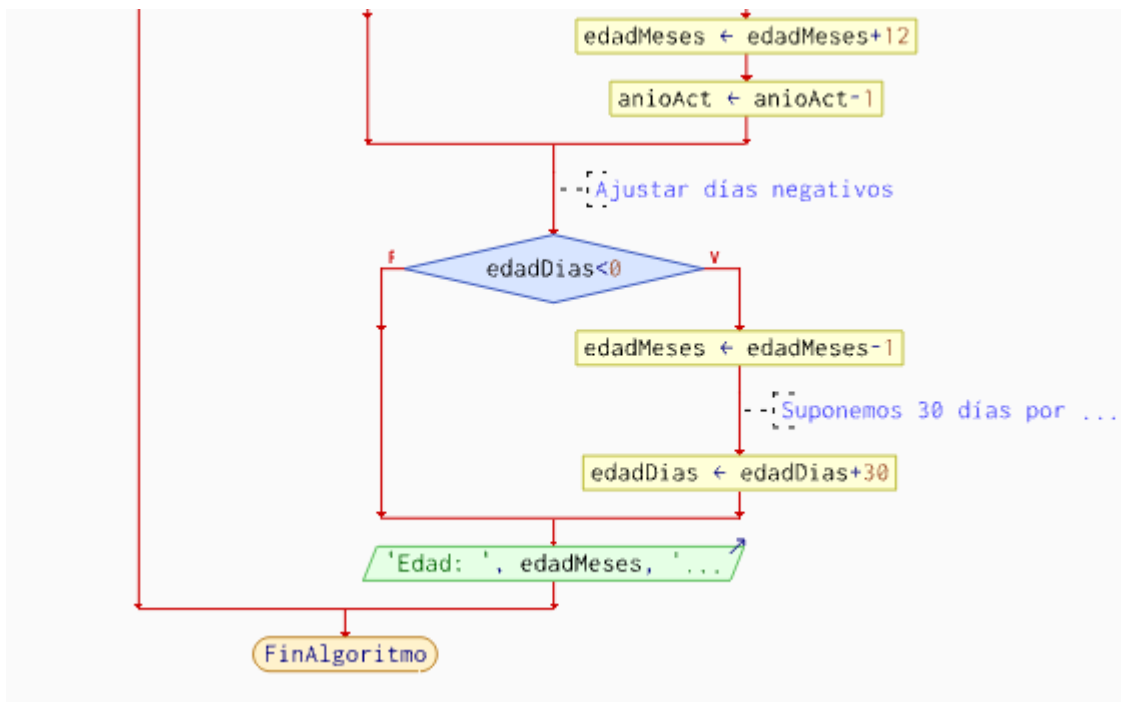 edadMeses ← edadMeses+12
anioAct ← anioAct-1
Ajustar días negativos
F
V
edadDias<0
edadMeses ← edadMeses-1
Suponemos 30 días por ...
edadDias ← edadDias+30
'Edad: ', edadMeses, '...
FinAlgoritmo